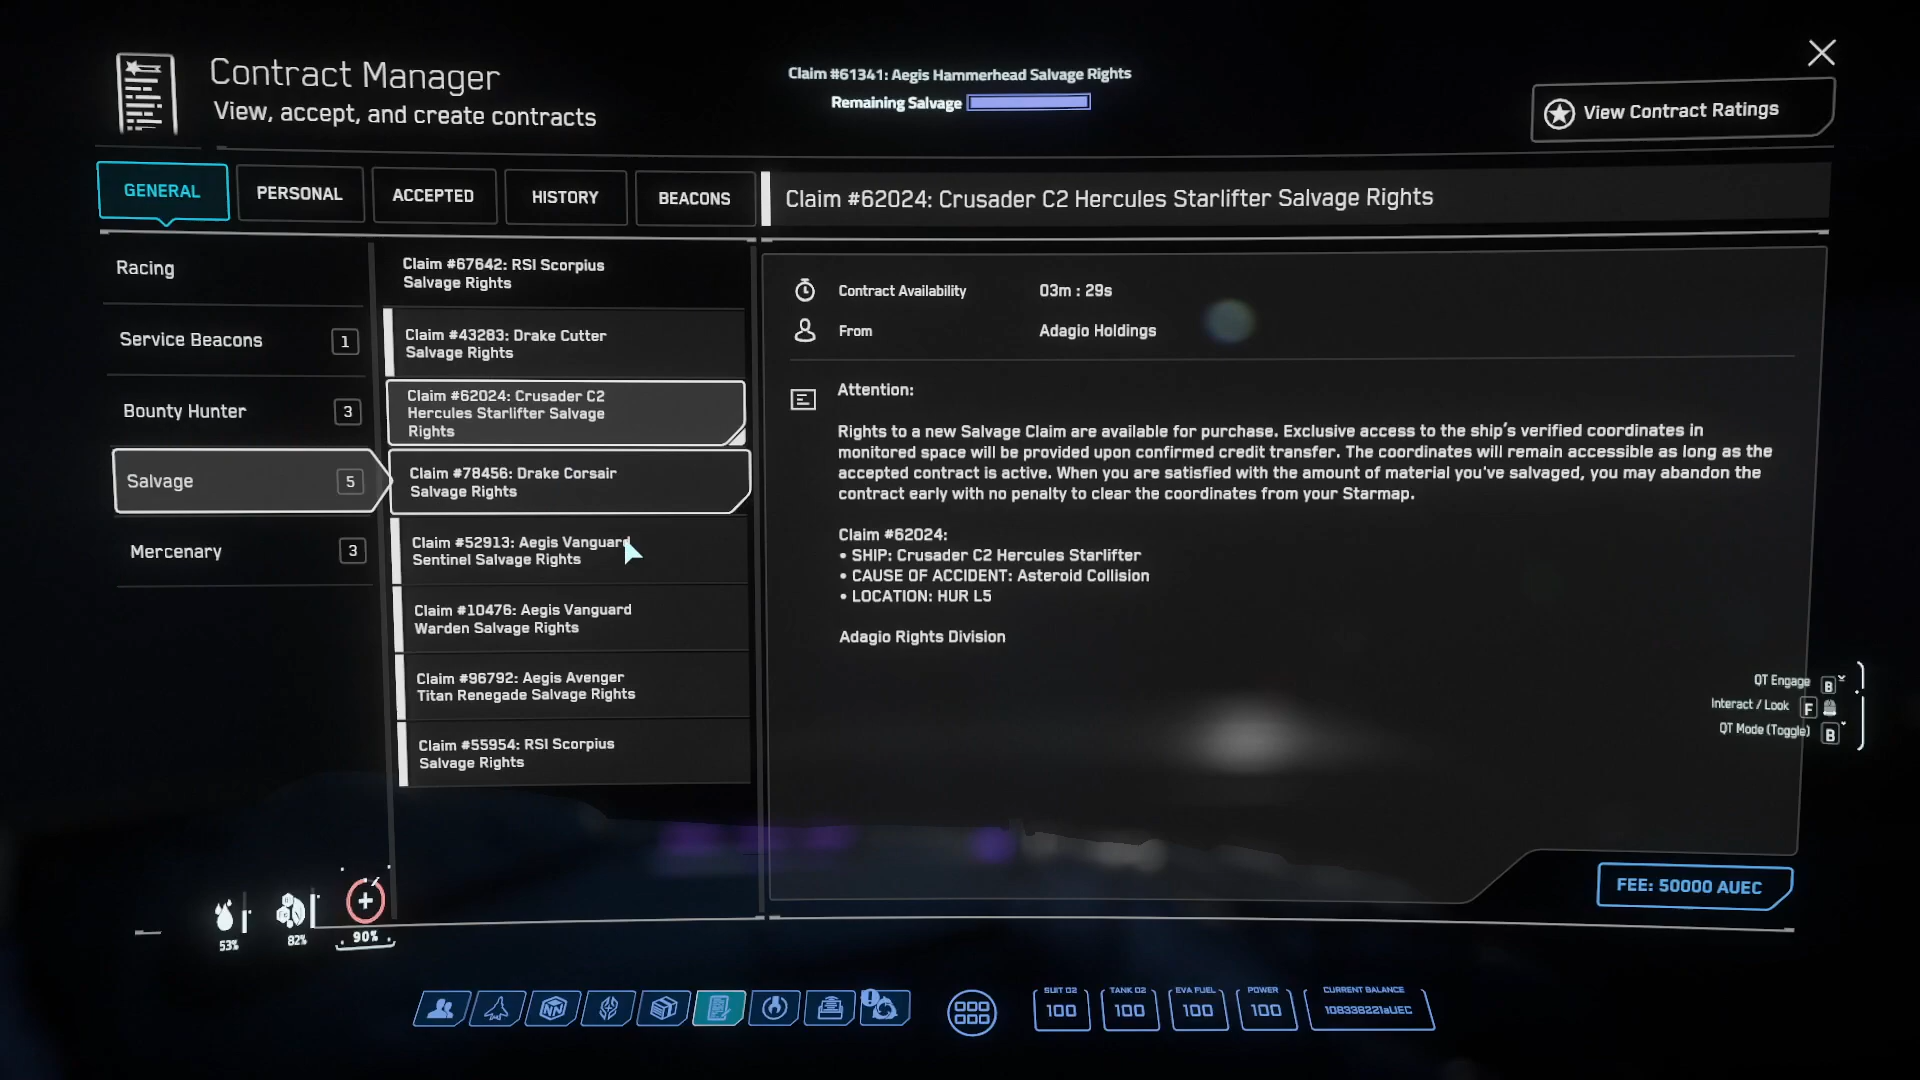 Contract Manager
View, accept, and create contracts
Claim #61341: Aegis Hammerhead Salvage Rights
Remaining Salvage
View Contract Ratings
GENERAL
PERSONAL
ACCEPTED
HISTORY
BEACONS
Racing
Service Beacons 1
Bounty Hunter 3
Salvage 5
Mercenary 3
Claim #67642: RSI Scorpius
Salvage Rights
Claim #43283: Drake Cutter
Salvage Rights
Claim #62024: Crusader C2
Hercules Starlifter Salvage
Rights
Claim #78456: Drake Corsair
Salvage Rights
Claim #52913: Aegis Vanguard
Sentinel Salvage Rights
Claim #10476: Aegis Vanguard
Warden Salvage Rights
Claim #96792: Aegis Avenger
Titan Renegade Salvage Rights
Claim #55954: RSI Scorpius
Salvage Rights
Claim #62024: Crusader C2 Hercules Starlifter Salvage Rights
Contract Availability 03m : 29s
From Adagio Holdings
Attention:
Rights to a new Salvage Claim are available for purchase. Exclusive access to the ship's verified coordinates in
monitored space will be provided upon confirmed credit transfer. The coordinates will remain accessible as long as the
accepted contract is active. When you are satisfied with the amount of material you've salvaged, you may abandon the
contract early with no penalty to clear the coordinates from your Starmap.
Claim #62024:
• SHIP: Crusader C2 Hercules Starlifter
• CAUSE OF ACCIDENT: Asteroid Collision
• LOCATION: HUR L5
Adagio Rights Division
QT Engage B
Interact / Look F
QT Mode (Toggle) B
FEE: 50000 AUEC
53%
82%
90%
NN
SUIT O2
100
TANK O2
100
EVA FUEL
100
POWER
100
CURRENT BALANCE
108338221aUEC